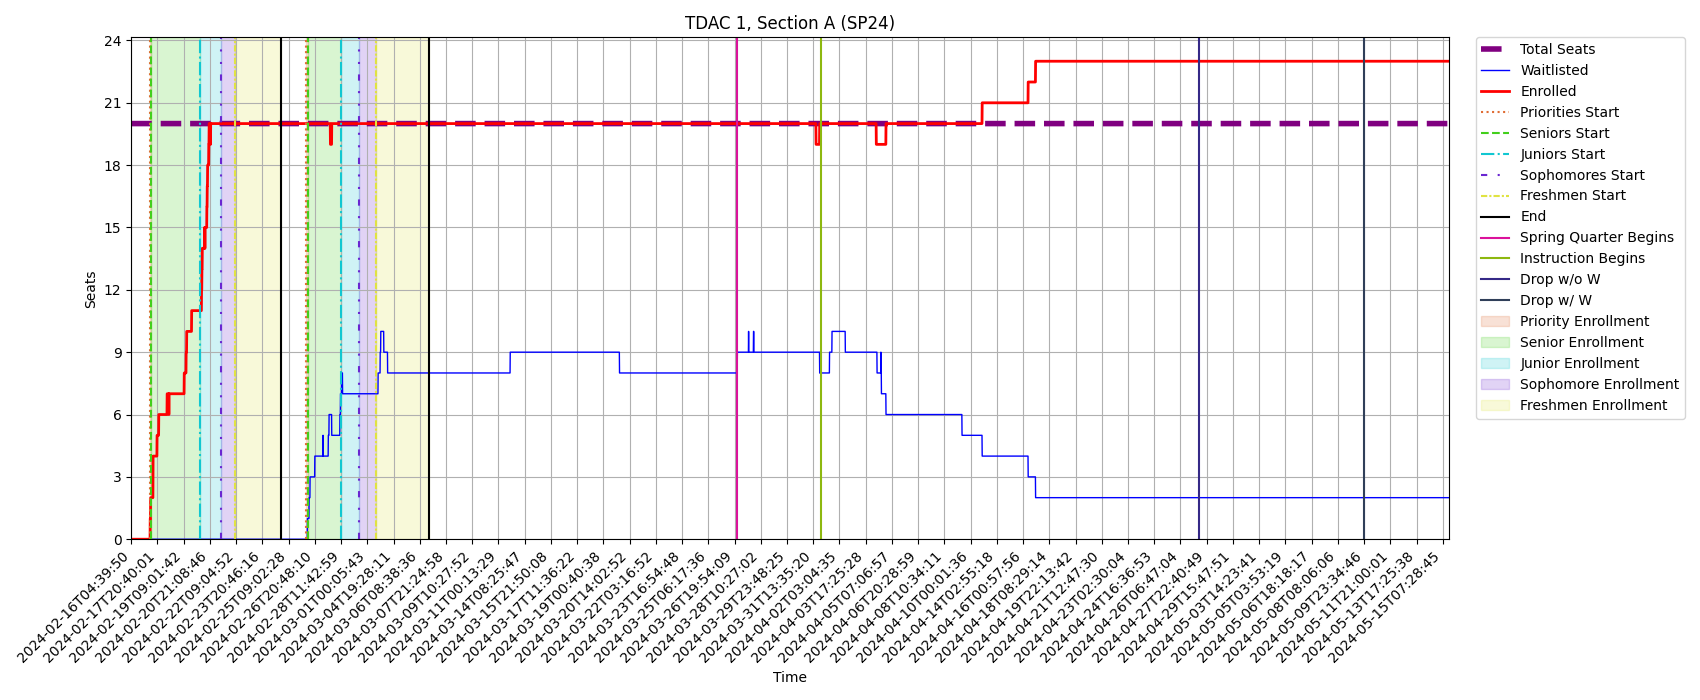 TDAC 1, Section A (SP24)
24
21
18
15
12
9
6
3
0
Seats
2024-02-16T04:39:50
2024-02-17T20:40:01
2024-02-19T09:01:42
2024-02-20T21:08:46
2024-02-22T09:04:52
2024-02-23T20:46:16
2024-02-25T09:02:28
2024-02-26T20:48:10
2024-02-28T11:42:59
2024-03-01T00:05:43
2024-03-04T19:28:11
2024-03-06T08:38:36
2024-03-07T21:24:58
2024-03-11T00:13:29
2024-03-12T10:27:52
2024-03-14T08:25:47
2024-03-15T21:50:08
2024-03-17T11:36:22
2024-03-19T00:40:38
2024-03-20T14:02:52
2024-03-22T03:16:52
2024-03-23T16:54:48
2024-03-25T06:17:36
2024-03-26T19:54:09
2024-03-28T10:27:02
2024-03-29T23:48:25
2024-03-31T13:35:20
2024-04-02T03:04:35
2024-04-03T17:25:28
2024-04-05T07:06:57
2024-04-06T20:28:59
2024-04-08T10:34:11
2024-04-10T00:01:36
2024-04-14T02:55:18
2024-04-16T00:57:56
2024-04-18T08:29:14
2024-04-19T22:13:42
2024-04-21T12:47:30
2024-04-23T02:30:04
2024-04-24T16:36:53
2024-04-26T06:47:04
2024-04-27T22:40:49
2024-04-29T15:47:51
2024-05-03T14:23:41
2024-05-05T03:53:19
2024-05-06T18:18:17
2024-05-08T08:06:06
2024-05-09T23:34:46
2024-05-11T21:00:01
2024-05-13T17:25:38
2024-05-15T07:28:45
Time
Total Seats
Waitlisted
Enrolled
Priorities Start
Seniors Start
Juniors Start
Sophomores Start
Freshmen Start
End
Spring Quarter Begins
Instruction Begins
Drop w/o W
Drop w/ W
Priority Enrollment
Senior Enrollment
Junior Enrollment
Sophomore Enrollment
Freshmen Enrollment